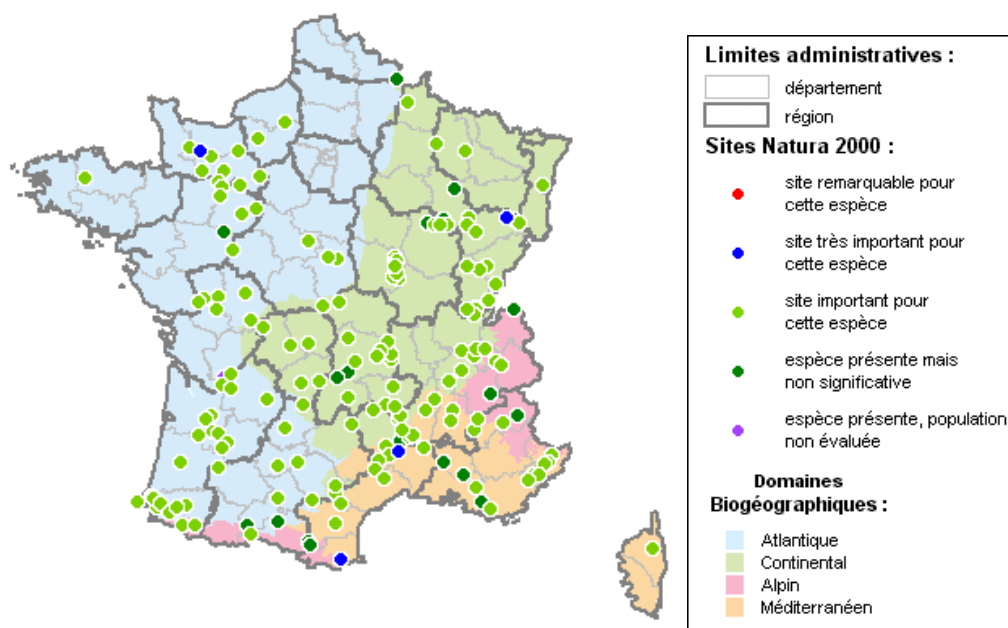 Limites administratives :
département
région
Sites Natura 2000 :
site remarquable pour
cette espèce
site très important pour
cette espèce
site important pour
cette espèce
espèce présente mais
non significative
espèce présente, population
non évaluée
Domaines
Biogéographiques :
Atlantique
Continental
Alpin
Méditerranéen